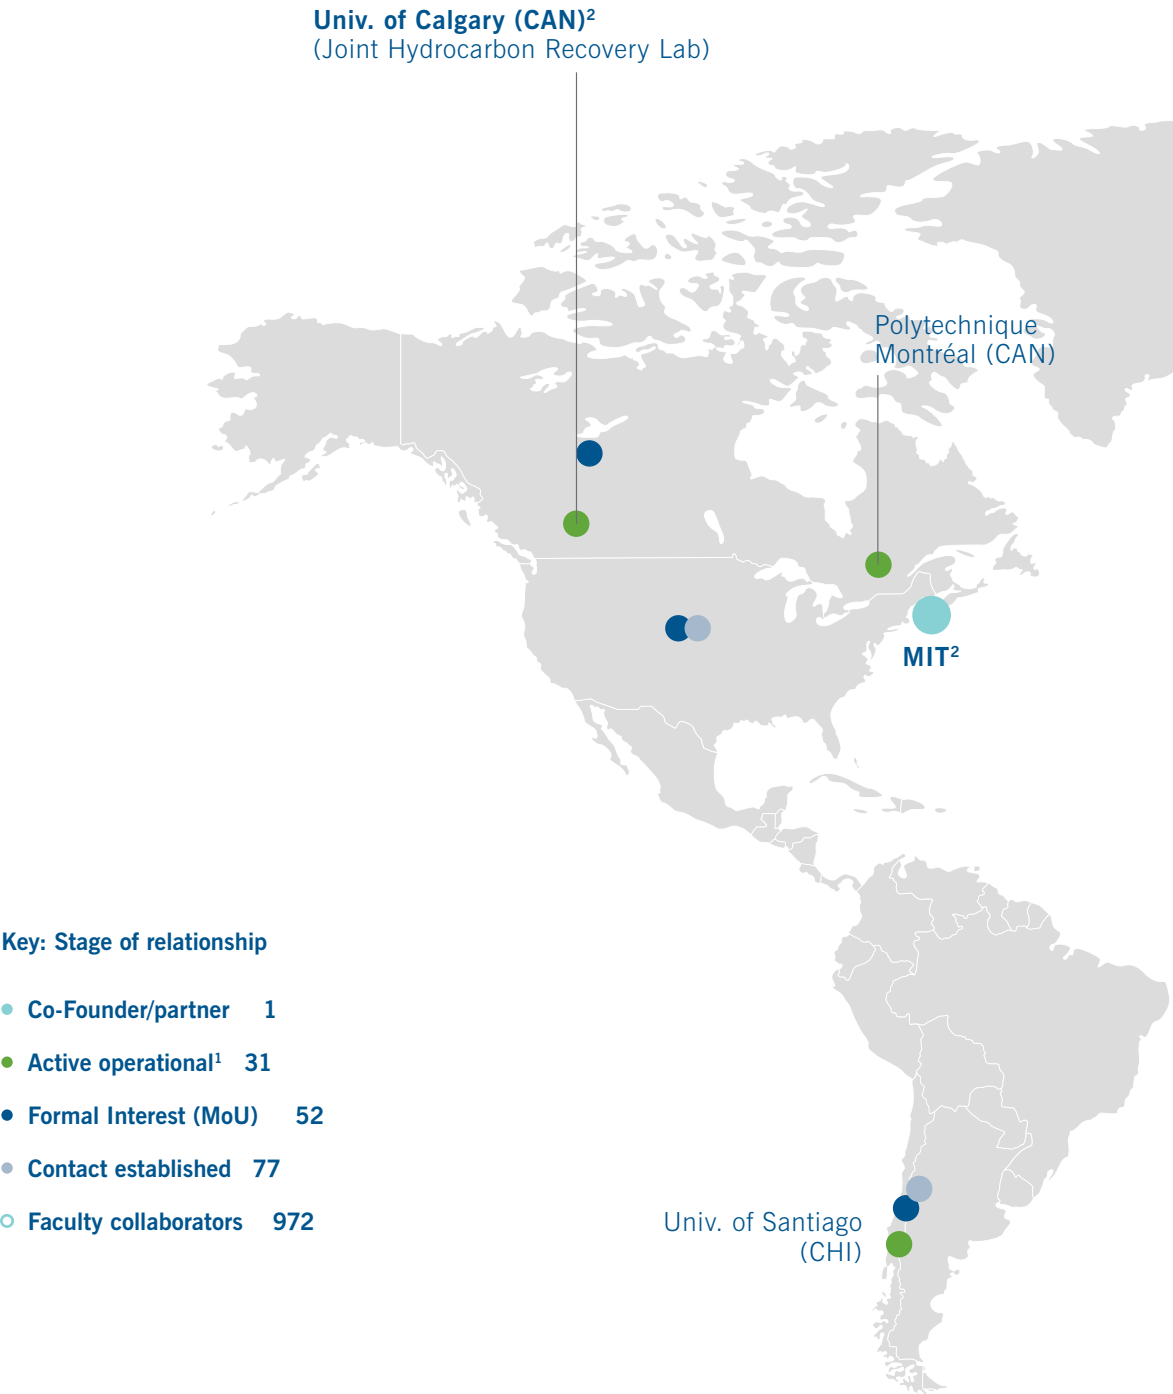 Univ. of Calgary (CAN)²
(Joint Hydrocarbon Recovery Lab)
Polytechnique
Montréal (CAN)
MIT²
Key: Stage of relationship
Co-Founder/partner 1
Active operational¹ 31
Formal Interest (MoU) 52
Contact established 77
Faculty collaborators 972
Univ. of Santiago
(CHI)